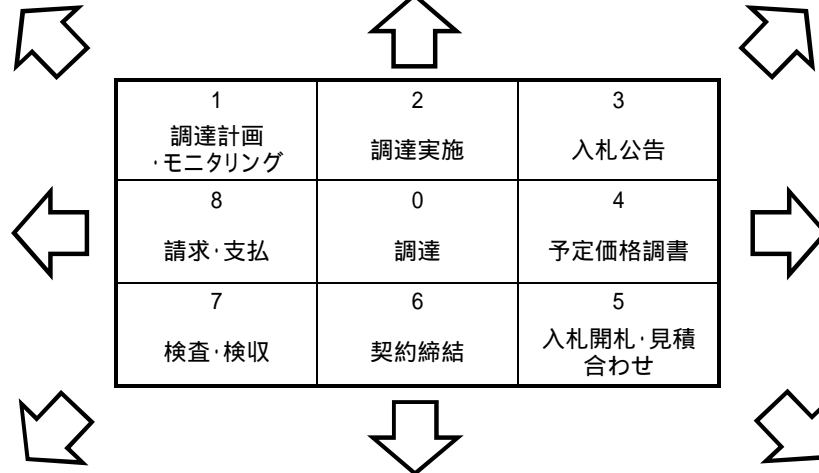 1
調達計画
・モニタリング
2
調達実施
3
入札公告
8
請求・支払
0
調達
4
予定価格調書
7
検査・検収
6
契約締結
5
入札開札・見積
合わせ